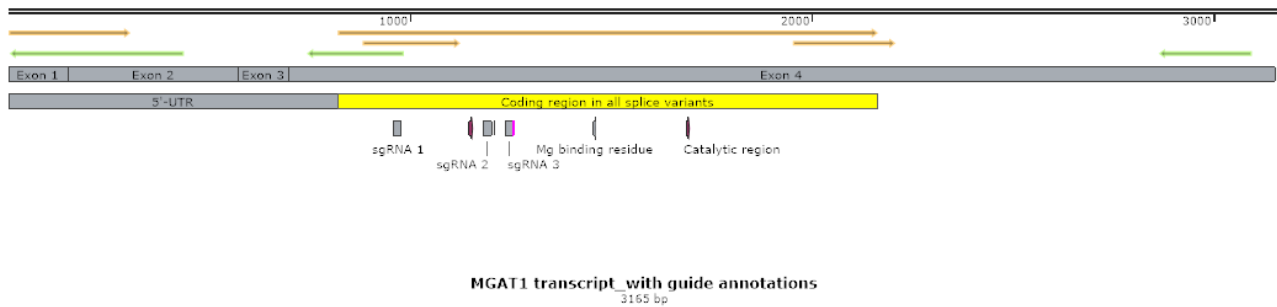 1000 2000 3000
Exon 1 Exon 2 Exon 3 Exon 4
5'-UTR Coding region in all splice variants
sgRNA 1 Mg binding residue Catalytic region
sgRNA 2 sgRNA 3
MGAT1 transcript_with guide annotations
3165 bp